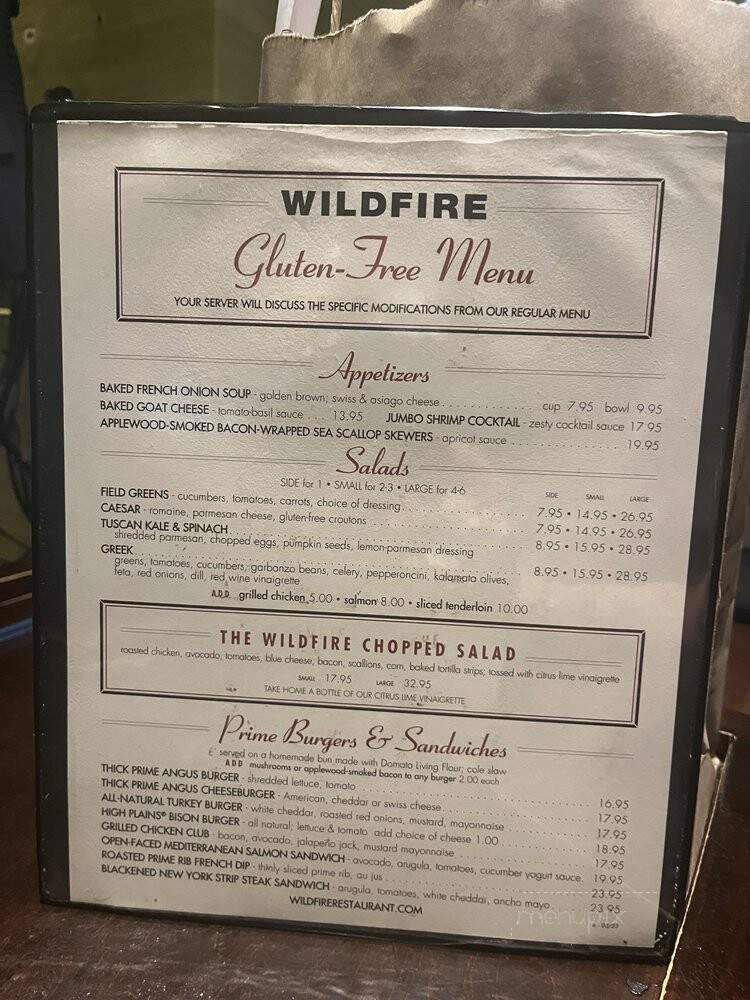 WILDFIRE
Gluten-Free Menu
YOUR SERVER WILL DISCUSS THE SPECIFIC MODIFICATIONS FROM OUR REGULAR MENU
Appetizers
BAKED FRENCH ONION SOUP - golden brown; swiss & asiago cheese . . . . . . . . . . . . . cup 7.95 bowl 9.95
BAKED GOAT CHEESE - tomato-basil sauce . . . 13.95 JUMBO SHRIMP COCKTAIL - zesty cocktail sauce 17.95
APPLEWOOD-SMOKED BACON-WRAPPED SEA SCALLOP SKEWERS - apricot sauce . . . . . . . . . . . . . . . 19.95
Salads
SIDE for 1 • SMALL for 2-3 • LARGE for 4-6
SIDE SMALL LARGE
FIELD GREENS - cucumbers, tomatoes, carrots, choice of dressing. . . . . . . . . . . . . . . 7.95 • 14.95 • 26.95
CAESAR - romaine, parmesan cheese, gluten-free croutons . . . . . . . . . . . . . . . 7.95 • 14.95 • 26.95
TUSCAN KALE & SPINACH . . . . . . . . . . . . . . . 8.95 • 15.95 • 28.95
shredded parmesan, chopped eggs, pumpkin seeds, lemon-parmesan dressing
GREEK . . . . . . . . . . . . . . . 8.95 • 15.95 • 28.95
greens, tomatoes, cucumbers, garbanzo beans, celery, pepperoncini, kalamata olives,
feta, red onions, dill, red wine vinaigrette
ADD grilled chicken 5.00 • salmon 8.00 • sliced tenderloin 10.00
THE WILDFIRE CHOPPED SALAD
roasted chicken, avocado, tomatoes, blue cheese, bacon, scallions, corn, baked tortilla strips; tossed with citrus lime vinaigrette
SMALL 17.95 LARGE 32.95
TAKE HOME A BOTTLE OF OUR CITRUS LIME VINAIGRETTE
Prime Burgers & Sandwiches
served on a homemade bun made with Domata Living Flour; cole slaw
ADD mushrooms or applewood-smoked bacon to any burger 2.00 each
THICK PRIME ANGUS BURGER - shredded lettuce, tomato . . . . . . . . . . . . . . . 16.95
THICK PRIME ANGUS CHEESEBURGER - American, cheddar or swiss cheese . . . . . . . . . . . . . . . 17.95
ALL-NATURAL TURKEY BURGER - white cheddar, roasted red onions, mustard, mayonnaise . . . . . . . . . . 17.95
HIGH PLAINS® BISON BURGER - all natural; lettuce & tomato add choice of cheese 1.00 . . . . . . . . . . 18.95
GRILLED CHICKEN CLUB - bacon, avocado, jalapeño jack, mustard mayonnaise . . . . . . . . . . 17.95
OPEN-FACED MEDITERRANEAN SALMON SANDWICH - avocado, arugula, tomatoes, cucumber yogurt sauce. 19.95
ROASTED PRIME RIB FRENCH DIP - thinly sliced prime rib, au jus . . . . . . . . . . . . . . . 23.95
BLACKENED NEW YORK STRIP STEAK SANDWICH - arugula, tomatoes, white cheddar, ancho mayo . . . . 23.95
WILDFIRERESTAURANT.COM
menupix